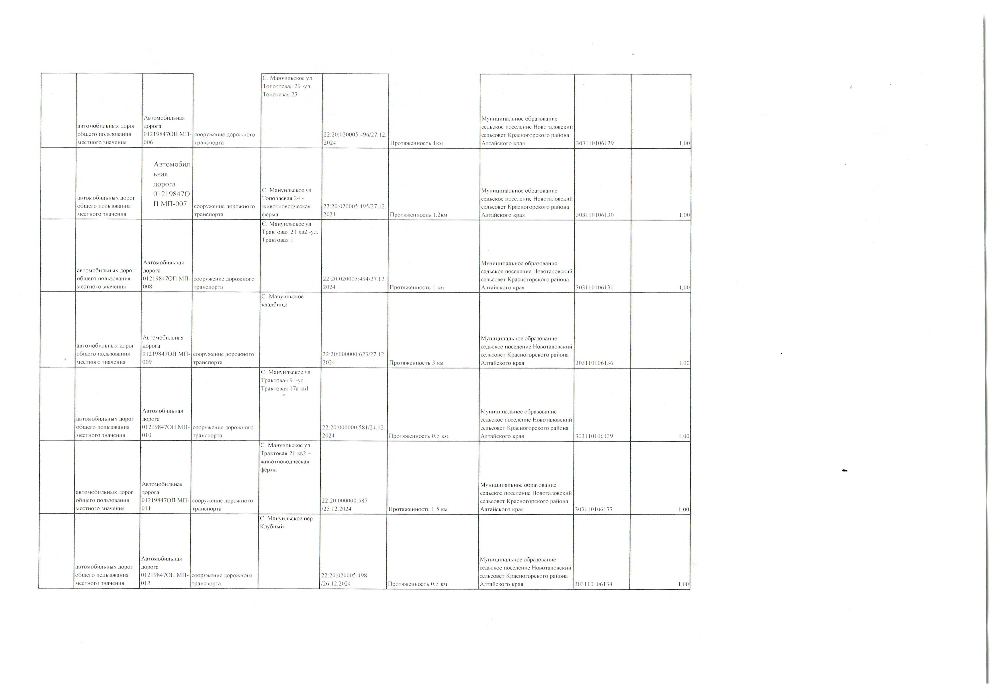 автомобильных дорог
общего пользования
местного значения
Автомобильная
дорога
01219847ОП МП-
006
сооружение дорожного
транспорта
С. Мануильское ул.
Тополлевая 29 -ул.
Тополевая 23
22:20:020005:496/27.12.
2024
Протяженность 1км
Муниципальное образование
сельское поселение Новоталовский
сельсовет Красногорского района
Алтайского края
303110106129
1,00
автомобильных дорог
общего пользования
местного значения
Автомобил
ьная
дорога
01219847О
П МП-007
сооружение дорожного
транспорта
С. Мануильское ул.
Тополлевая 24 -
животноводческая
ферма
22:20:020005:495/27.12.
2024
Протяженность 1,2км
Муниципальное образование
сельское поселение Новоталовский
сельсовет Красногорского района
Алтайского края
303110106130
1,00
автомобильных дорог
общего пользования
местного значения
Автомобильная
дорога
01219847ОП МП-
008
сооружение дорожного
транспорта
С. Мануильское ул.
Трактовая 21 кв2 -ул.
Трактовая 1
22:20:020005:494/27.12.
2024
Протяженность 1 км
Муниципальное образование
сельское поселение Новоталовский
сельсовет Красногорского района
Алтайского края
303110106131
1,00
автомобильных дорог
общего пользования
местного значения
Автомобильная
дорога
01219847ОП МП-
009
сооружение дорожного
транспорта
С. Мануильское
кладбище
22:20:000000:623/27.12.
2024
Протяженность 3 км
Муниципальное образование
сельское поселение Новоталовский
сельсовет Красногорского района
Алтайского края
303110106136
1,00
автомобильных дорог
общего пользования
местного значения
Автомобильная
дорога
01219847ОП МП-
010
сооружение дорожного
транспорта
С. Мануильское ул.
Трактовая 9 -ул.
Трактовая 17а кв1
22:20:000000:581/24.12.
2024
Протяженность 0,5 км
Муниципальное образование
сельское поселение Новоталовский
сельсовет Красногорского района
Алтайского края
303110106139
1,00
автомобильных дорог
общего пользования
местного значения
Автомобильная
дорога
01219847ОП МП-
011
сооружение дорожного
транспорта
С. Мануильское ул.
Трактовая 21 кв2 –
животноводческая
ферма
22:20:000000:587
/25.12.2024
Протяженность 1,5 км
Муниципальное образование
сельское поселение Новоталовский
сельсовет Красногорского района
Алтайского края
303110106133
1,00
автомобильных дорог
общего пользования
местного значения
Автомобильная
дорога
01219847ОП МП-
012
сооружение дорожного
транспорта
С. Мануильское пер.
Клубный
22:20:020005:498
/26.12.2024
Протяженность 0,5 км
Муниципальное образование
сельское поселение Новоталовский
сельсовет Красногорского района
Алтайского края
303110106134
1,00